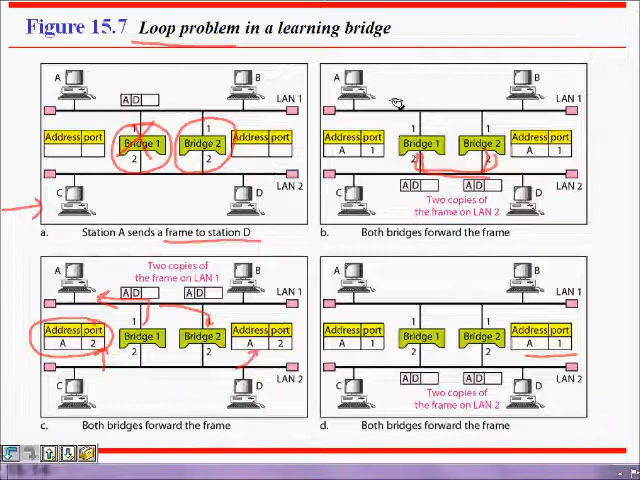 Figure 15.7 Loop problem in a learning bridge
A
B
A D
LAN 1
Address port
1
Bridge 1
2
1
Bridge 2
2
Address port
LAN 2
C
D
a. Station A sends a frame to station D
A
B
LAN 1
Address port
A 1
1
Bridge 1
2
1
Bridge 2
2
Address port
A 1
LAN 2
A D
A D
C
D
Two copies of
the frame on LAN 2
b. Both bridges forward the frame
A
B
Two copies of
the frame on LAN 1
A D
A D
LAN 1
Address port
A 2
1
Bridge 1
2
1
Bridge 2
2
Address port
A 2
LAN 2
C
D
c. Both bridges forward the frame
A
B
LAN 1
Address port
A 1
1
Bridge 1
2
1
Bridge 2
2
Address port
A 1
LAN 2
A D
A D
C
D
Two copies of
the frame on LAN 2
d. Both bridges forward the frame